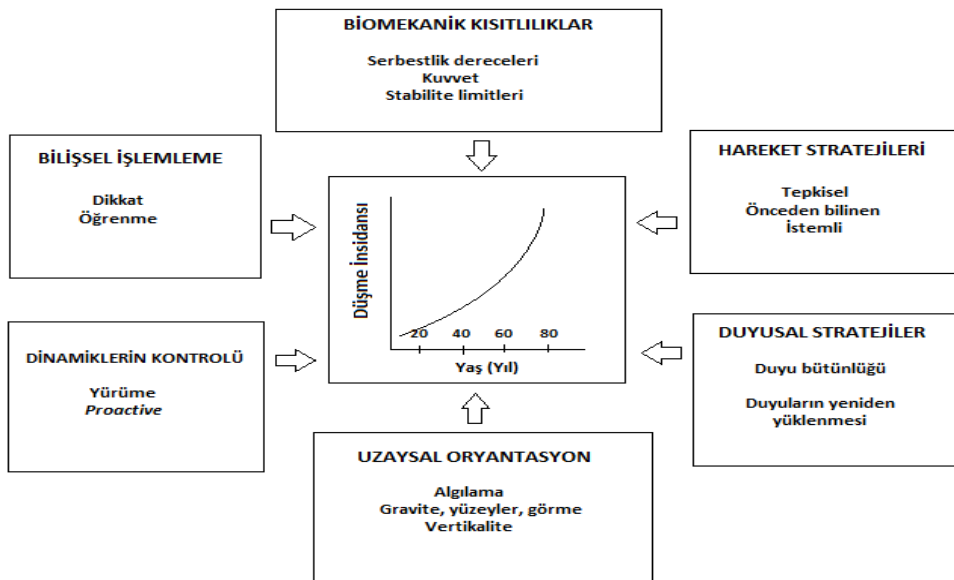 BİOMEKANİK KISITLILIKLAR
Serbestlik dereceleri
Kuvvet
Stabilite limitleri
BİLİŞSEL İŞLEMLEME
Dikkat
Öğrenme
HAREKET STRATEJİLERİ
Tepkisel
Önceden bilinen
İstemli
Düşme İnsidansı
20 40 60 80
Yaş (Yıl)
DİNAMİKLERİN KONTROLÜ
Yürüme
Proactive
DUYUSAL STRATEJİLER
Duyu bütünlüğü
Duyuların yeniden
yüklenmesi
UZAYSAL ORYANTASYON
Algılama
Gravite, yüzeyler, görme
Vertikalite